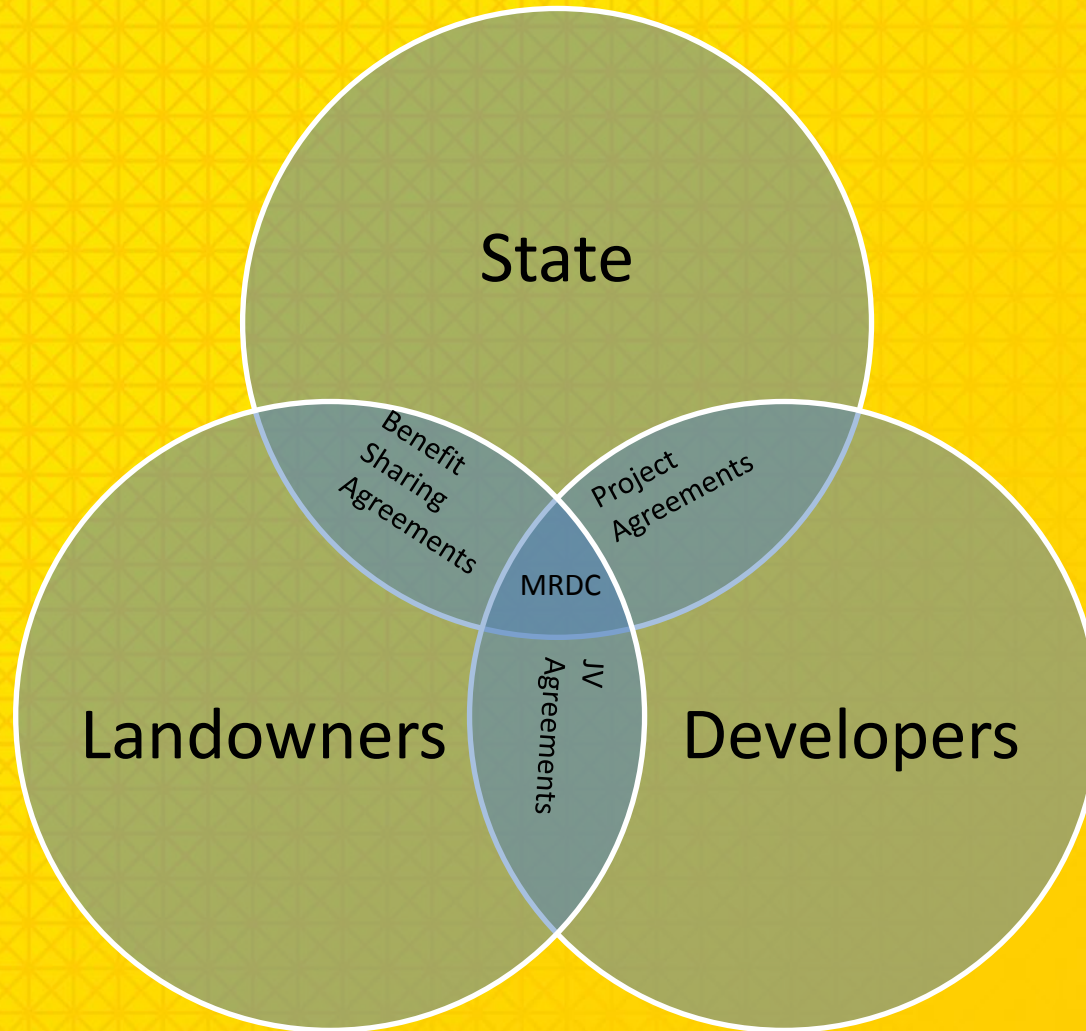 State
Benefit
Sharing
Agreements
Project
Agreements
MRDC
JV
Agreements
Landowners
Developers